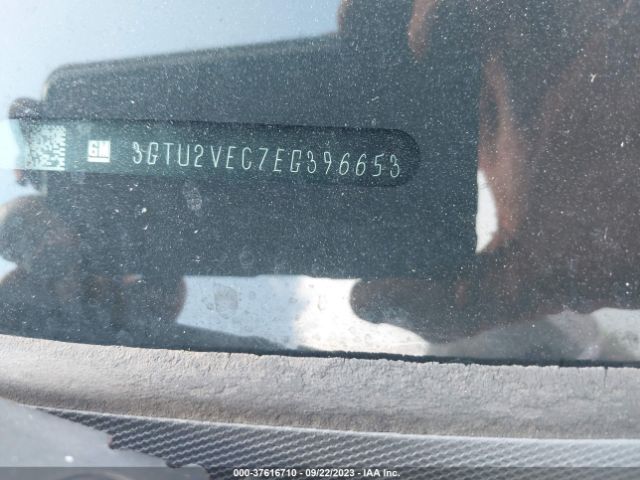 GM 3GTU2VEC7EG396653
000-37616710 - 09/22/2023 - IAA Inc.